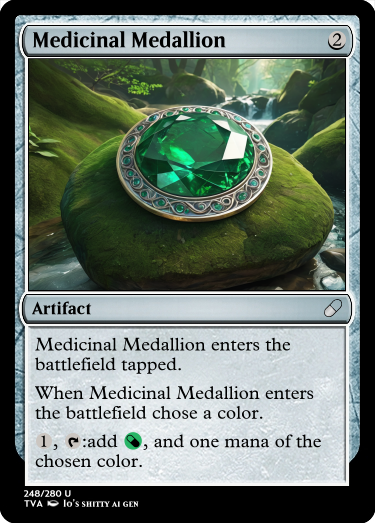 Medicinal Medallion 2
Artifact
Medicinal Medallion enters the
battlefield tapped.
When Medicinal Medallion enters
the battlefield chose a color.
1 , :add , and one mana of the
chosen color.
248/280 U
TVA Io's shitty ai gen